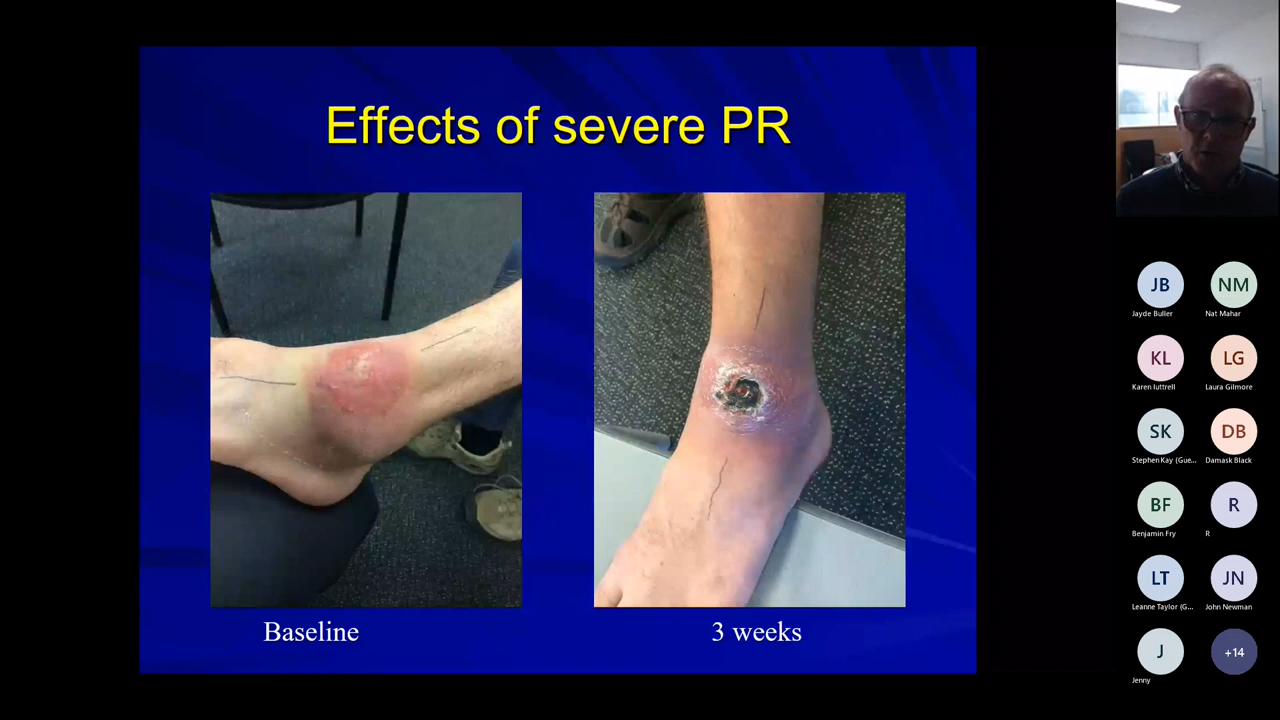 Effects of severe PR
Baseline
3 weeks
JB
Jayde Buller
NM
Nat Mahar
KL
Karen luttrell
LG
Laura Gilmore
SK
Stephen Kay (Gue...
DB
Damask Black
BF
Benjamin Fry
R
R
LT
Leanne Taylor (G...
JN
John Newman
J
Jenny
+14